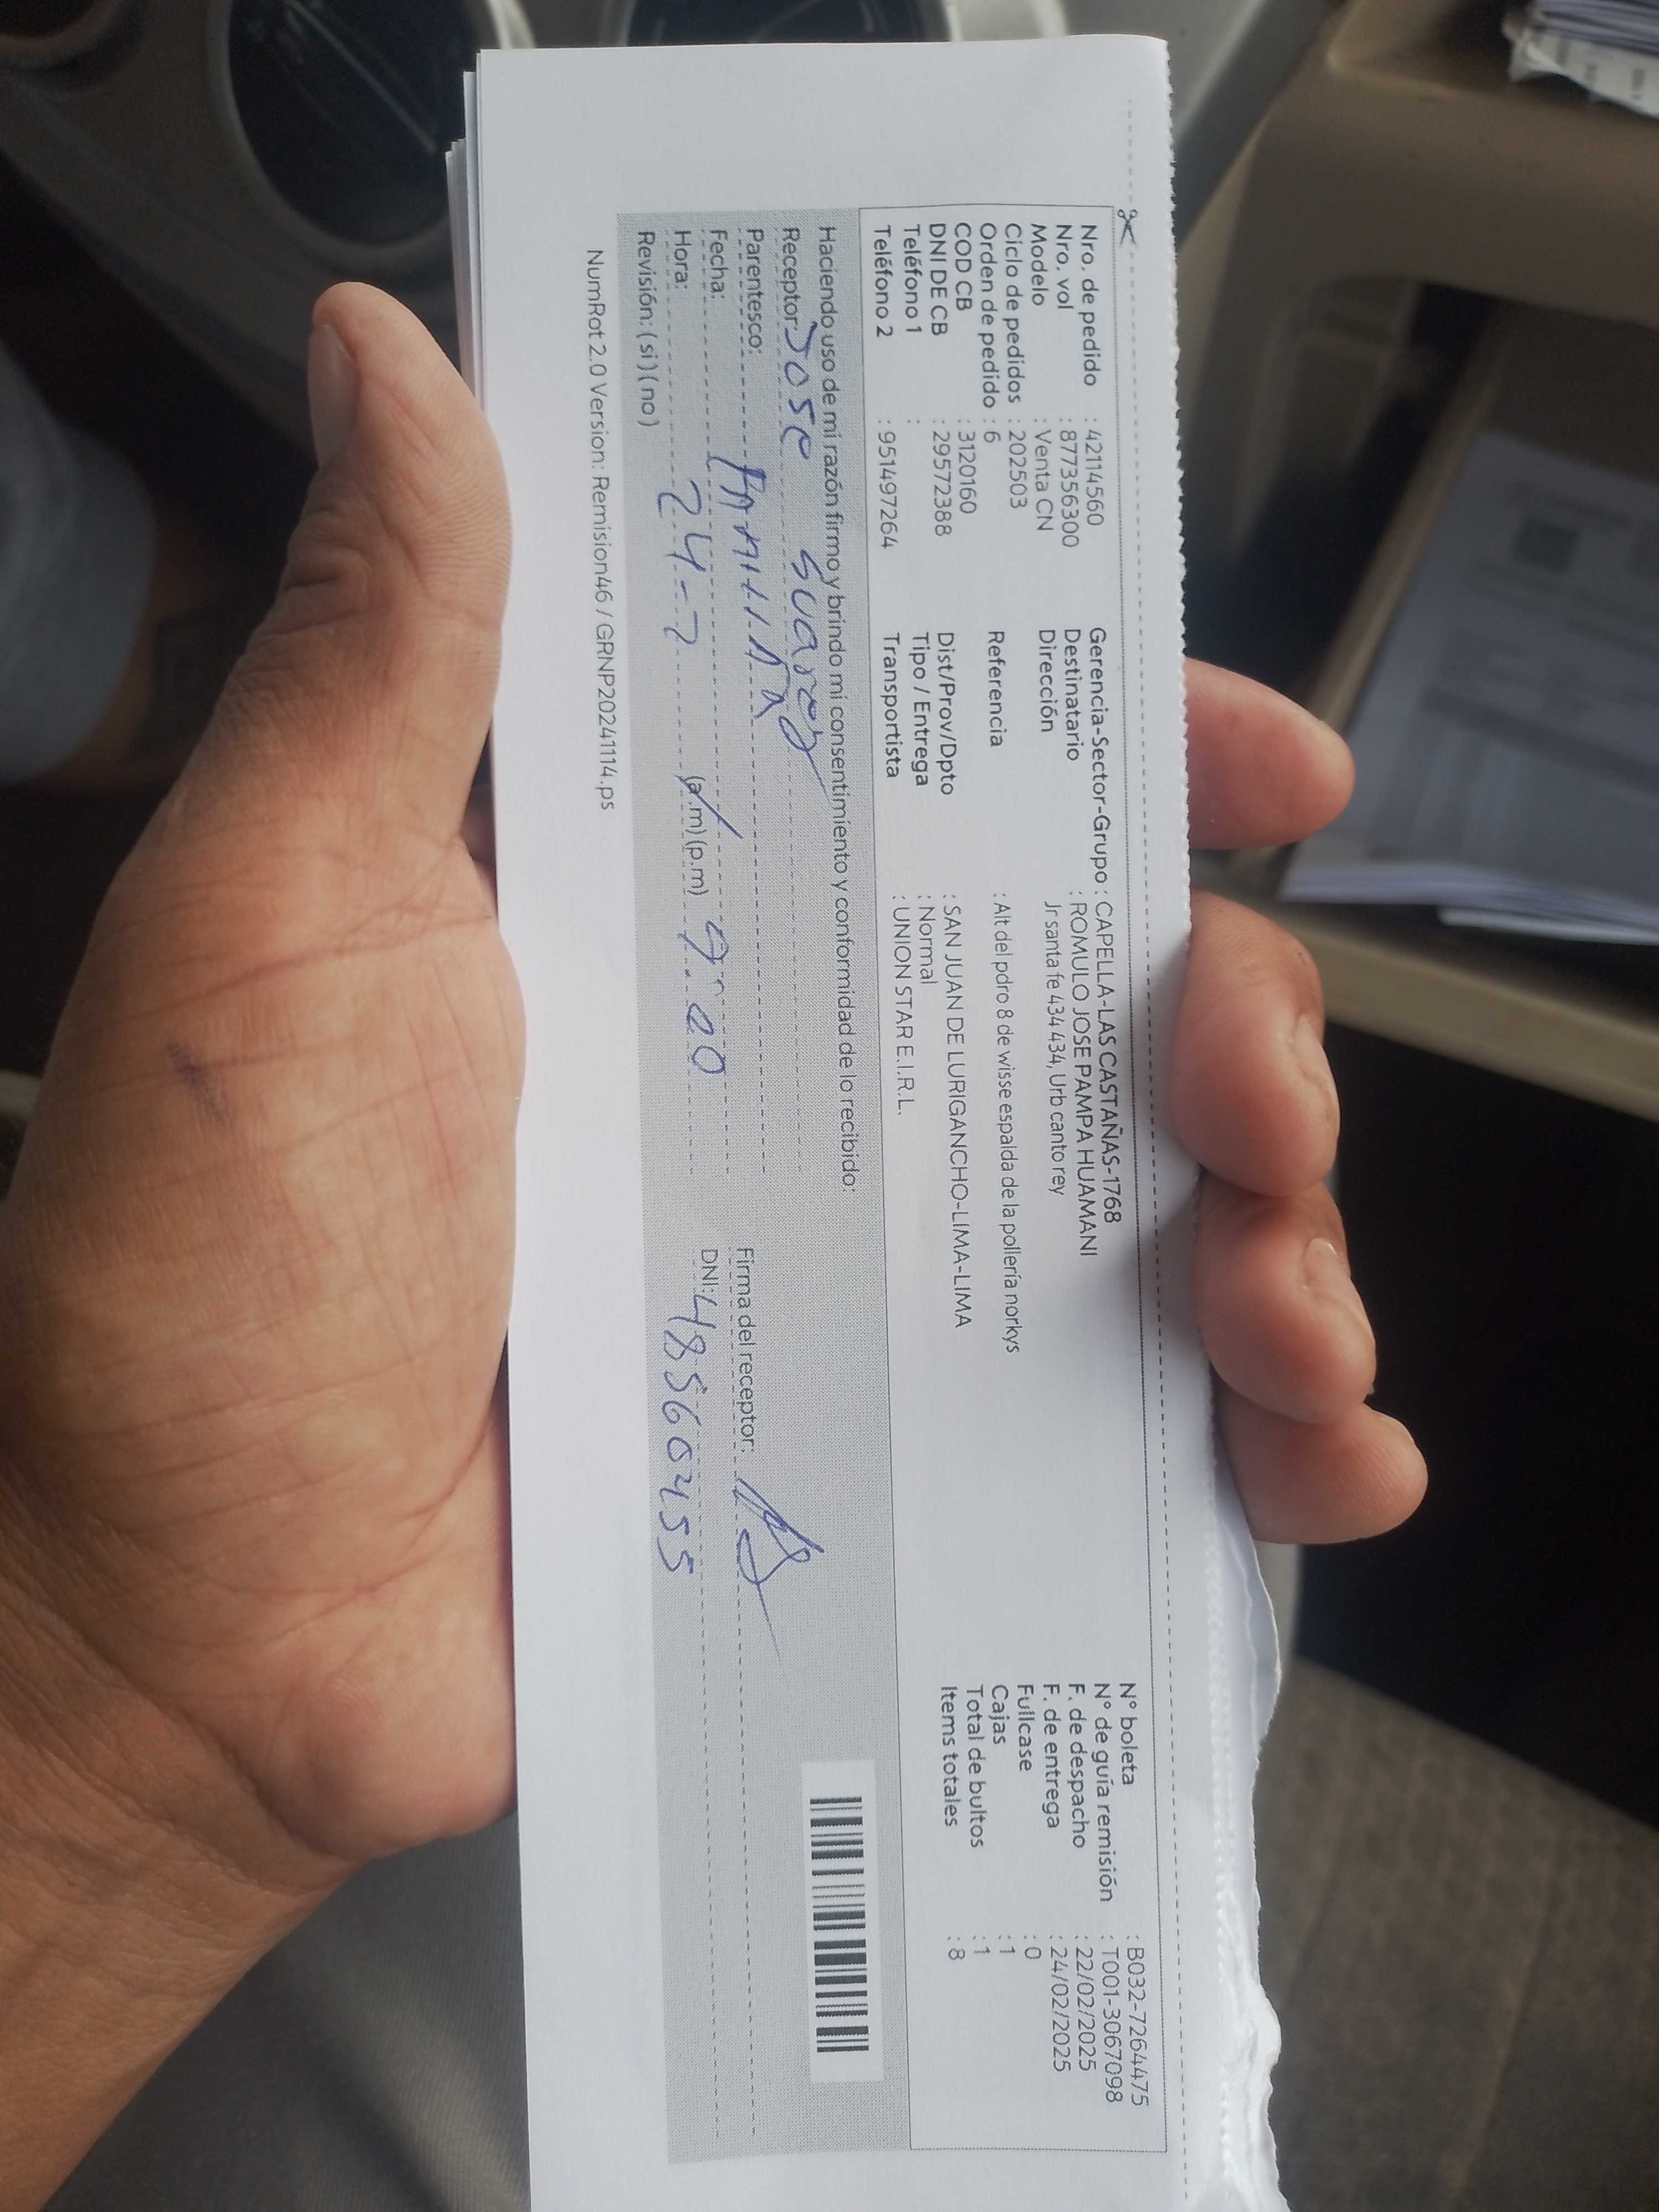 Nro. de pedido : 42114560
Nro. vol : 877356300
Modelo : Venta CN
Ciclo de pedidos : 202503
Orden de pedido : 6
COD CB : 3120160
DNI DE CB : 29572388
Teléfono 1 :
Teléfono 2 : 951497264
Gerencia-Sector-Grupo : CAPELLA-LAS CASTAÑAS-1768
Destinatario : ROMULO JOSE PAMPA HUAMANI
Dirección Jr santa fe 434 434, Urb canto rey
Referencia : Alt del pdro 8 de wisse espalda de la pollería norkys
Dist/Prov/Dpto : SAN JUAN DE LURIGANCHO-LIMA-LIMA
Tipo / Entrega : Normal
Transportista : UNION STAR E.I.R.L.
N° boleta : B032-7264475
N° de guía remisión : T001-3067098
F. de despacho : 22/02/2025
F. de entrega : 24/02/2025
Fullcase : 0
Cajas : 1
Total de bultos : 1
Items totales : 8
Haciendo uso de mi razón firmo y brindo mi consentimiento y conformidad de lo recibido:
Receptor: Jose Suarez
Parentesco:
Fecha:
Hora: 24-2 (a.m) (p.m) 9:00
Revisión: (si) (no)
Firma del receptor:
DNI: 48560455
NumRot 2.0 Version: Remision46 / GRNP20241114.ps